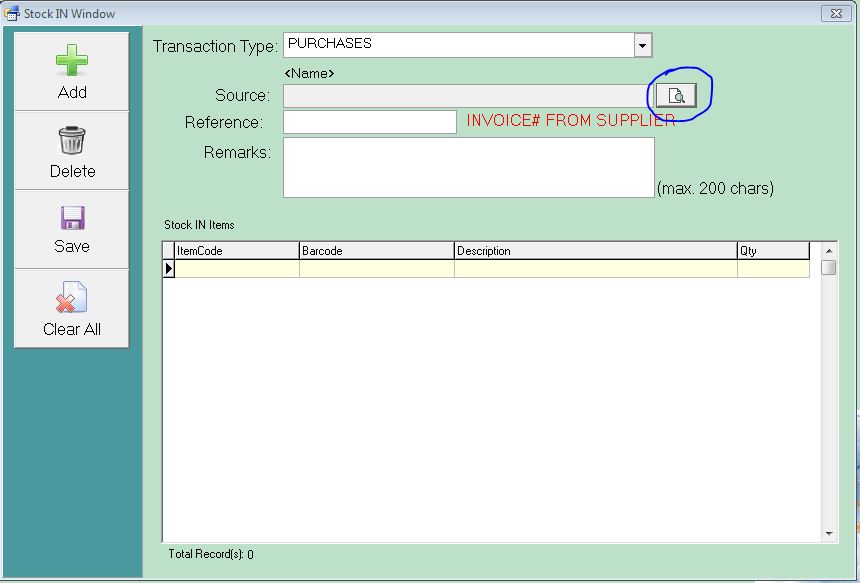 Stock IN Window
Add
Delete
Save
Clear All
Transaction Type: PURCHASES
<Name>
Source:
Reference: INVOICE# FROM SUPPLIER
Remarks:
(max. 200 chars)
Stock IN Items
ItemCode Barcode Description Qty
Total Record(s): 0